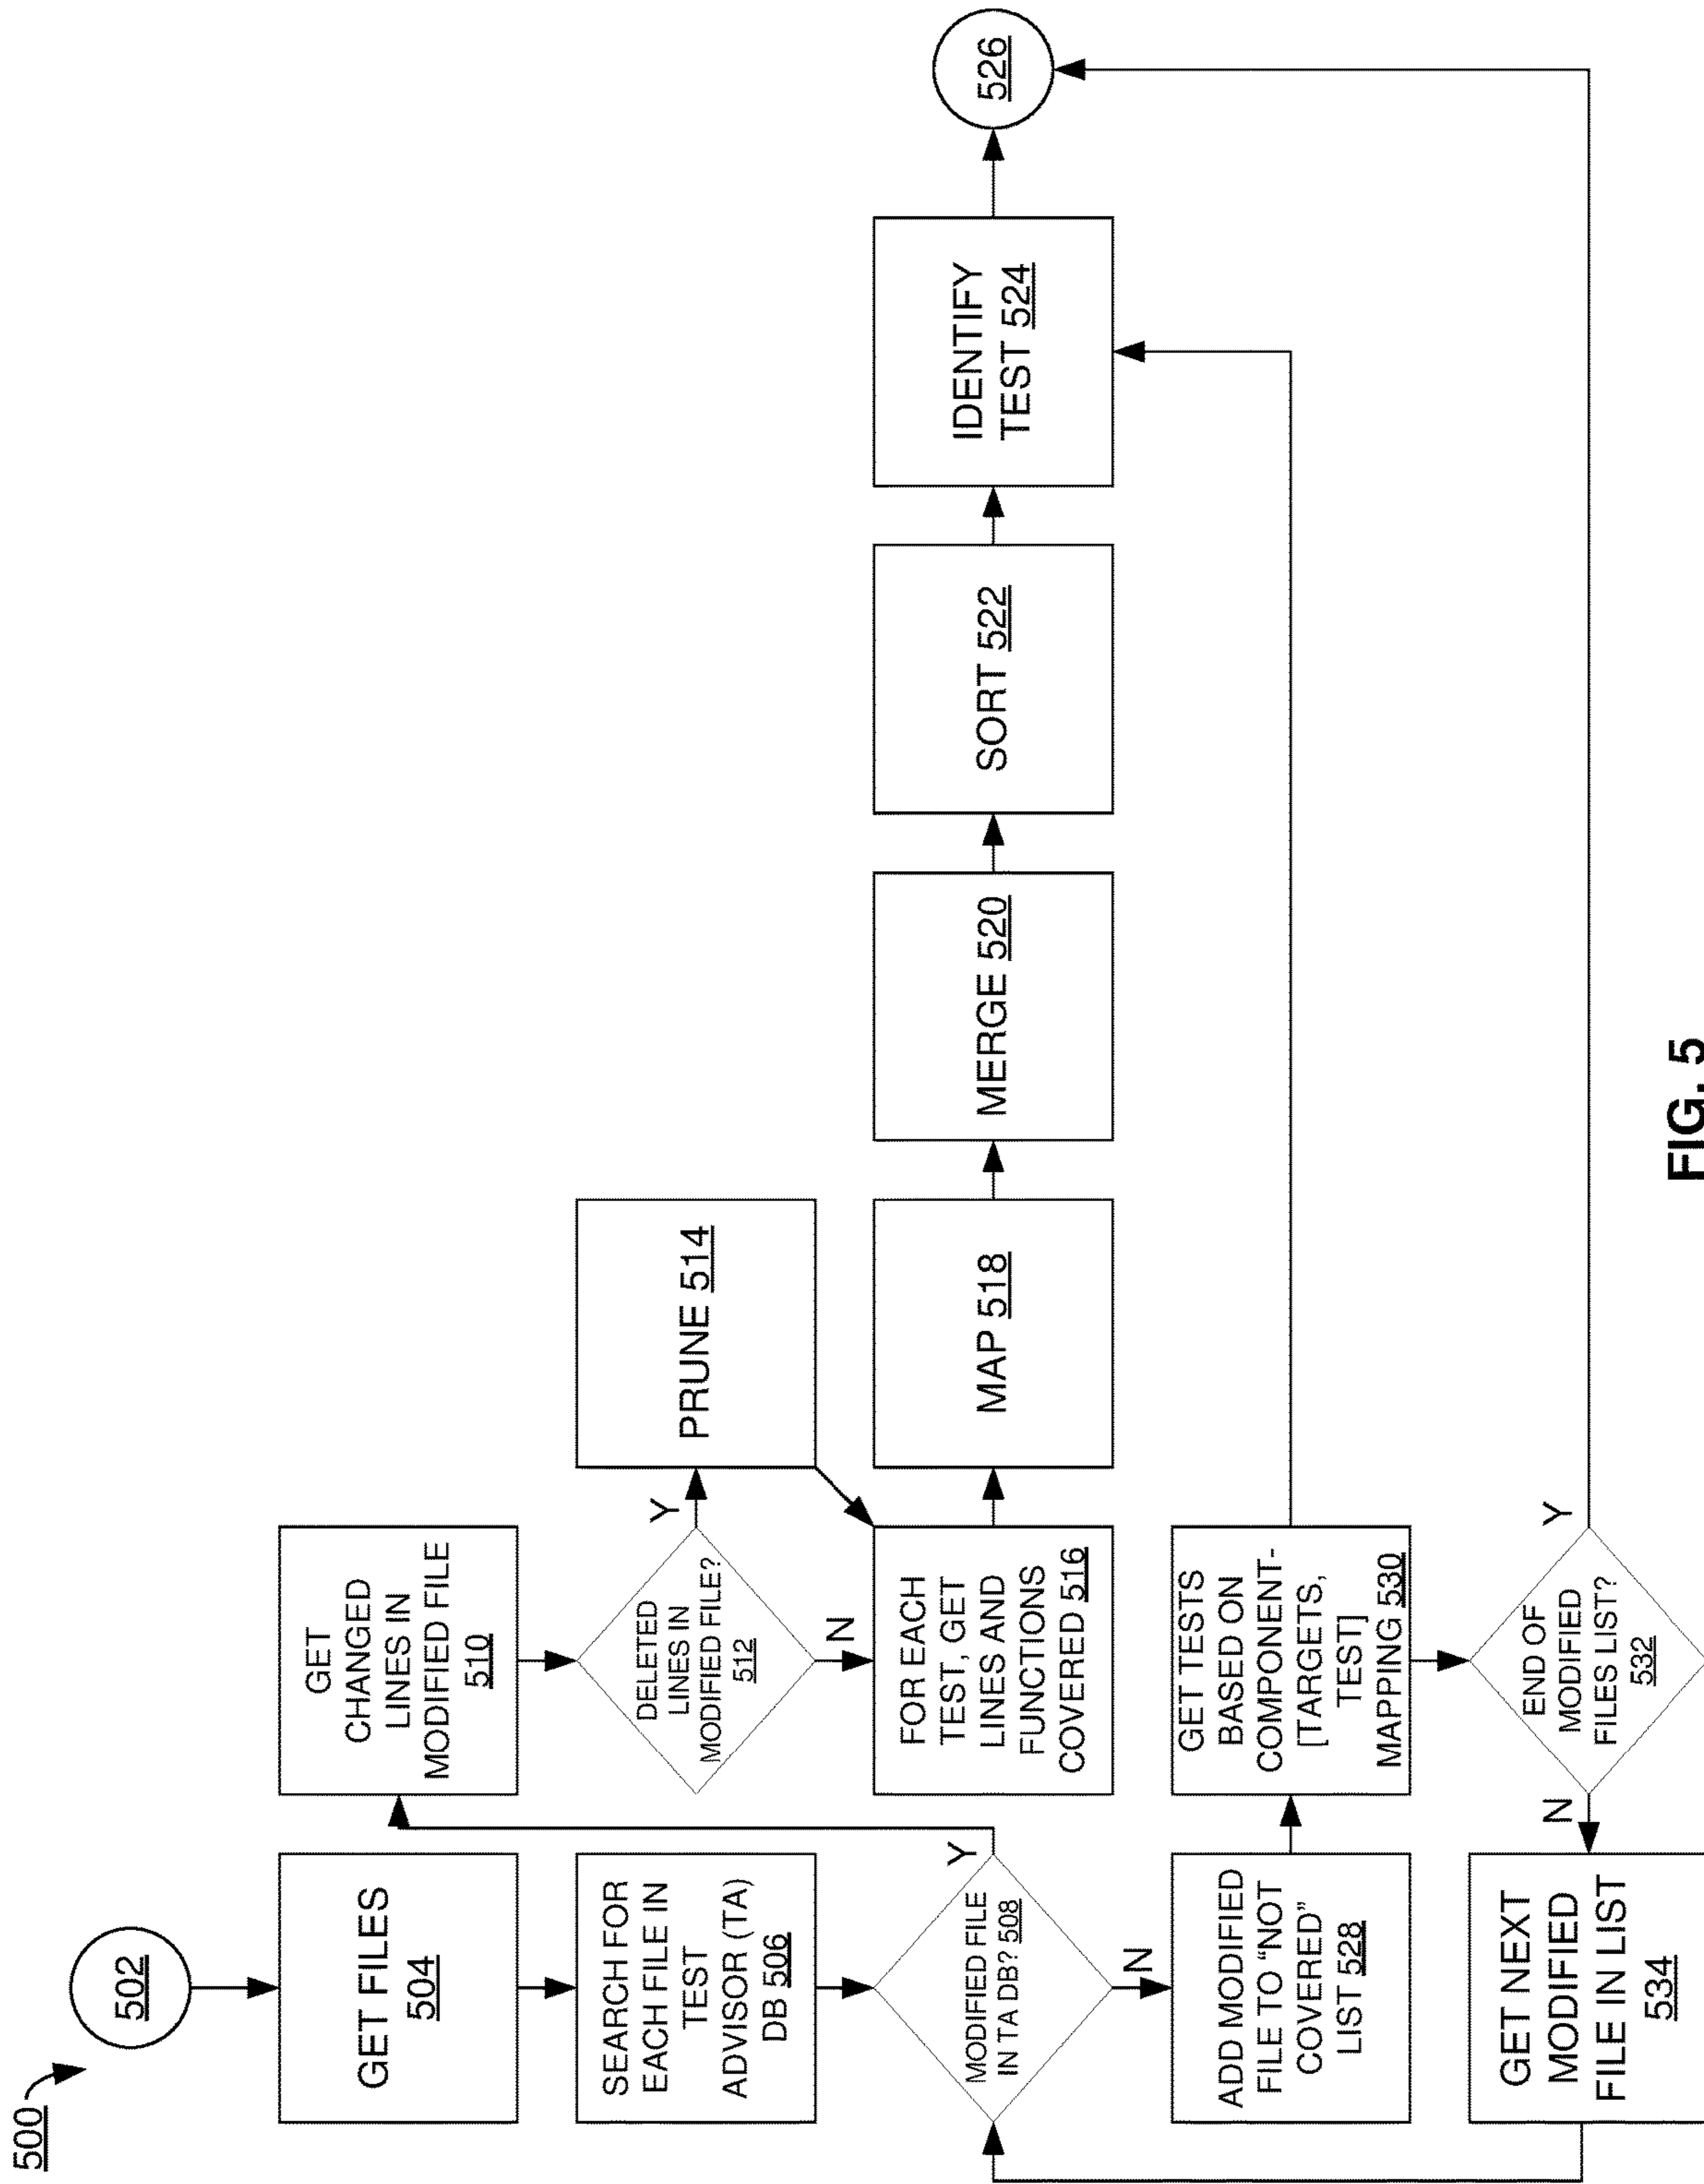 500
502
GET FILES
504
SEARCH FOR
EACH FILE IN
TEST
ADVISOR (TA)
DB 506
MODIFIED FILE
IN TA DB? 508
Y
N
GET
CHANGED
LINES IN
MODIFIED FILE
510
DELETED
LINES IN
MODIFIED FILE?
512
Y
N
PRUNE 514
FOR EACH
TEST, GET
LINES AND
FUNCTIONS
COVERED 516
MAP 518
MERGE 520
SORT 522
IDENTIFY
TEST 524
526
ADD MODIFIED
FILE TO “NOT
COVERED”
LIST 528
GET TESTS
BASED ON
COMPONENT-
[TARGETS,
TEST]
MAPPING 530
END OF
MODIFIED
FILES LIST?
532
Y
N
GET NEXT
MODIFIED
FILE IN LIST
534
FIG. 5